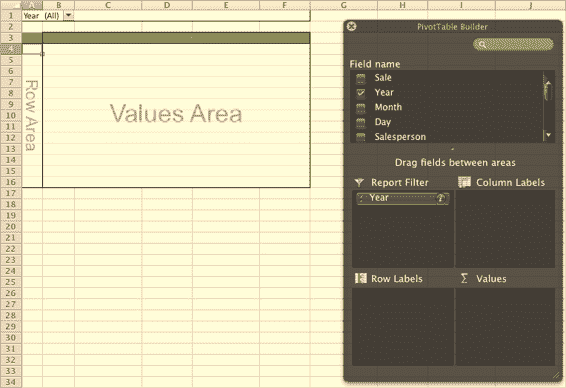 A B C D E F G H I J
1 Year (All)
2
3
4
5
6
7
8
9
10
11
12
13
14
15
16
17
18
19
20
21
22
23
24
25
26
27
28
29
30
31
32
33
34
Row Area
Values Area
PivotTable Builder
Field name
Sale
Year
Month
Day
Salesperson
Drag fields between areas
Report Filter
Column Labels
Year
Row Labels
Σ Values